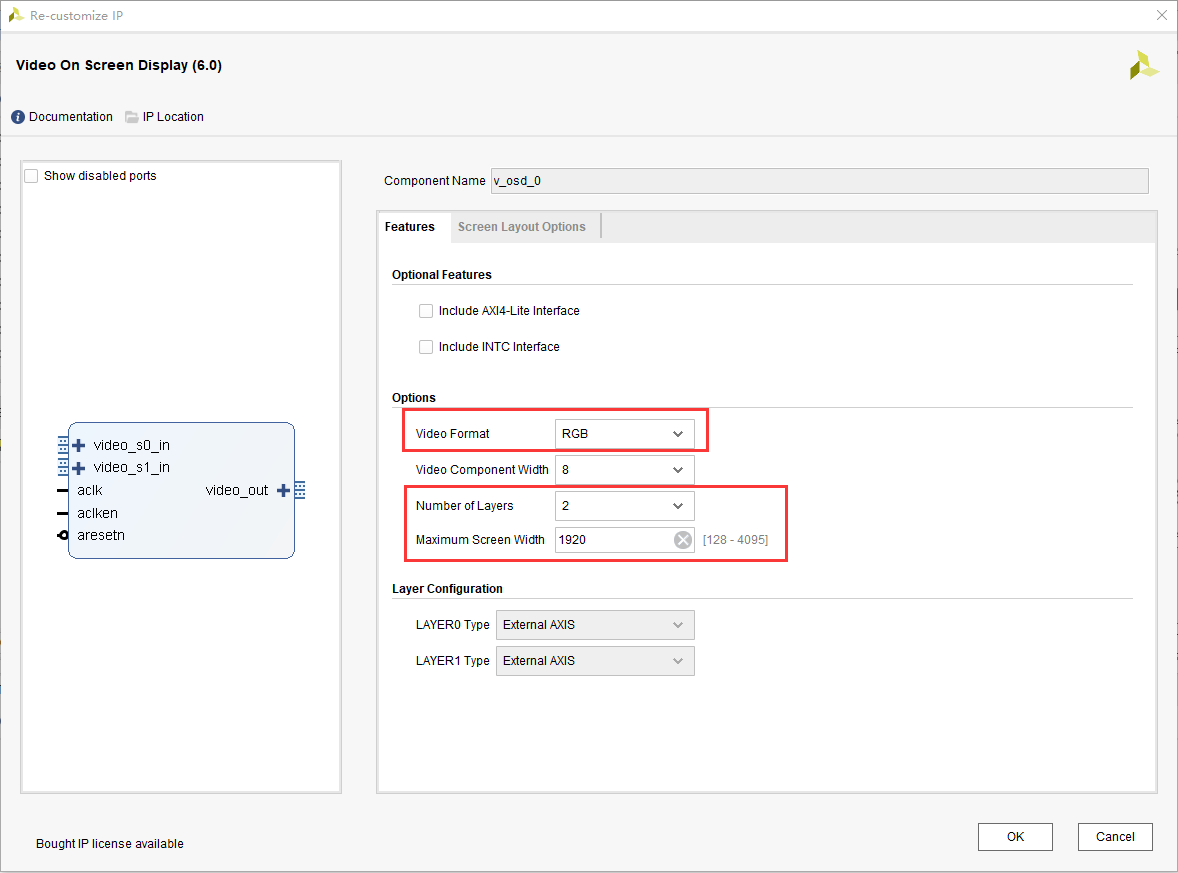 Re-customize IP
Video On Screen Display (6.0)
Documentation IP Location
Show disabled ports
video_s0_in
video_s1_in
aclk
aclken
aresetn
video_out
Component Name v_osd_0
Features Screen Layout Options
Optional Features
Include AXI4-Lite Interface
Include INTC Interface
Options
Video Format RGB
Video Component Width 8
Number of Layers 2
Maximum Screen Width 1920 [128 - 4095]
Layer Configuration
LAYER0 Type External AXIS
LAYER1 Type External AXIS
Bought IP license available
OK Cancel